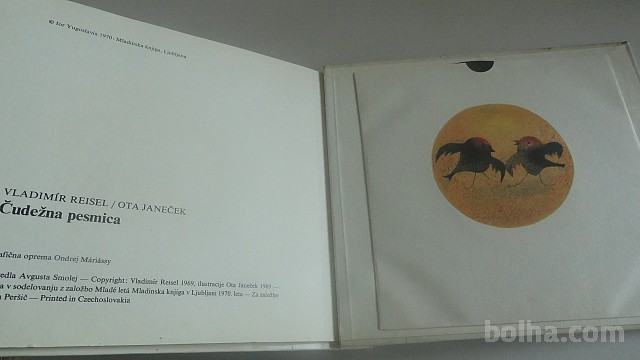 © for Yugoslavia 1970: Mladinska knjiga, Ljubljana
VLADIMÍR REISEL / OTA JANEČEK
Čudežna pesmica
afična oprema Ondrej Máriássy
edla Avgusta Smolej — Copyright: Vladimír Reisel 1969, ilustracije Ota Janeček 1969 —
a v sodelovanju z založbo Mladé letá Mladinska knjiga v Ljubljani 1970. leta — Za založbo
Peršič — Printed in Czechoslovakia
bolha.com